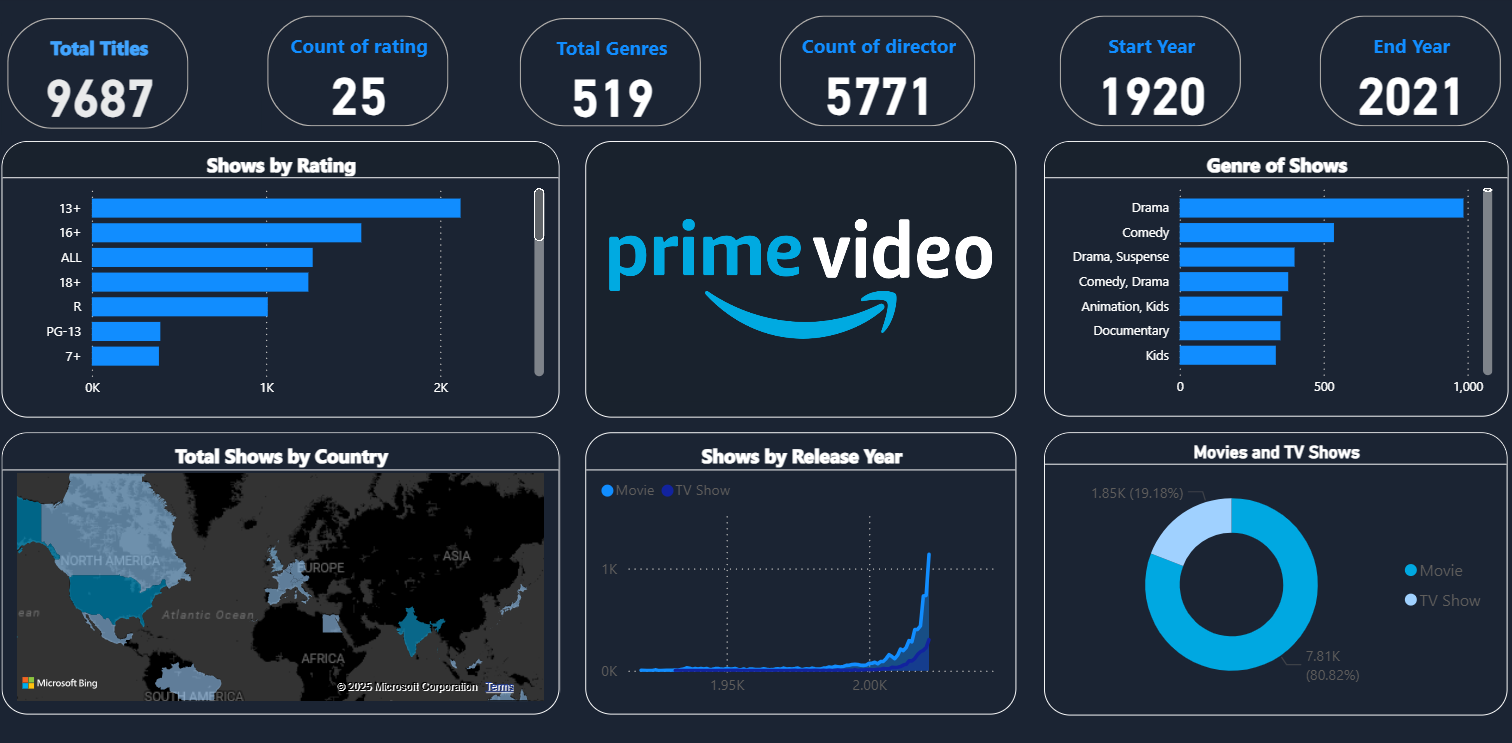 Total Titles
9687
Count of rating
25
Total Genres
519
Count of director
5771
Start Year
1920
End Year
2021
Shows by Rating
13+
16+
ALL
18+
R
PG-13
7+
0K 1K 2K
prime video
Genre of Shows
Drama
Comedy
Drama, Suspense
Comedy, Drama
Animation, Kids
Documentary
Kids
0 500 1,000
Total Shows by Country
NORTH AMERICA
EUROPE
ASIA
ean
Atlantic Ocean
AFRICA
SOUTH AMERICA
Microsoft Bing
© 2025 Microsoft Corporation Terms
Shows by Release Year
Movie TV Show
1K
0K
1.95K 2.00K
Movies and TV Shows
1.85K (19.18%)
Movie
TV Show
7.81K
(80.82%)